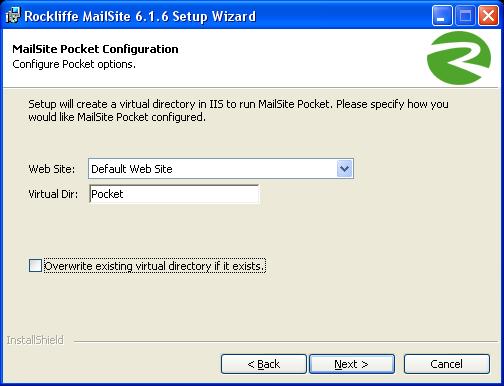 Rockliffe MailSite 6.1.6 Setup Wizard
MailSite Pocket Configuration
Configure Pocket options.
Setup will create a virtual directory in IIS to run MailSite Pocket. Please specify how you
would like MailSite Pocket configured.
Web Site: Default Web Site
Virtual Dir: Pocket
Overwrite existing virtual directory if it exists.
InstallShield
< Back Next > Cancel